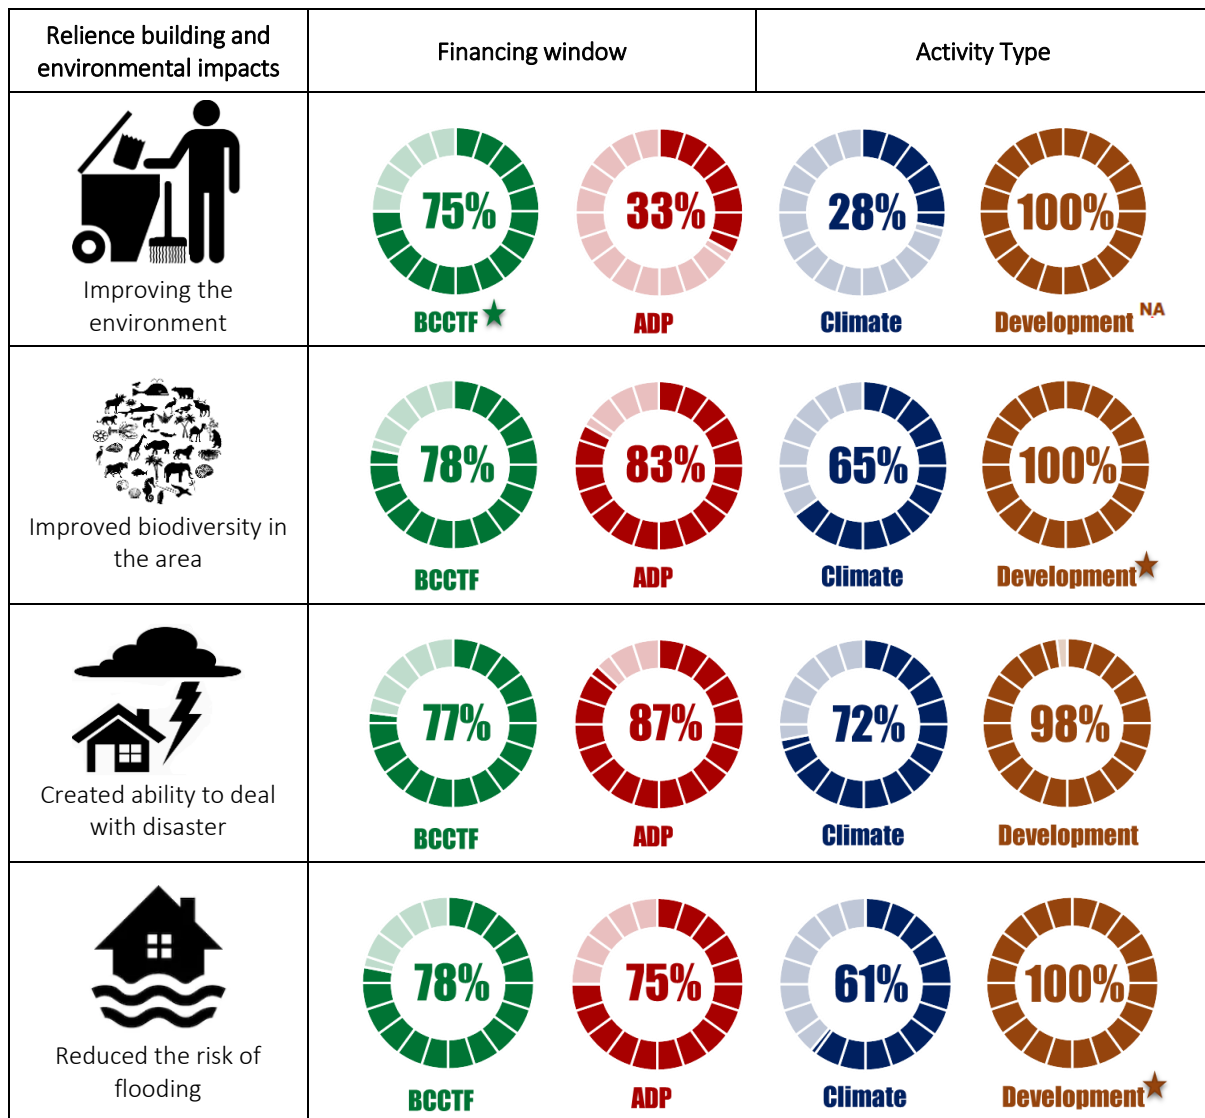 Relience building and
environmental impacts
Financing window
Activity Type
75%
33%
28%
100%
BCCTF
ADP
Climate
Development NA
Improving the
environment
78%
83%
65%
100%
BCCTF
ADP
Climate
Development
Improved biodiversity in
the area
77%
87%
72%
98%
BCCTF
ADP
Climate
Development
Created ability to deal
with disaster
78%
75%
61%
100%
BCCTF
ADP
Climate
Development
Reduced the risk of
flooding